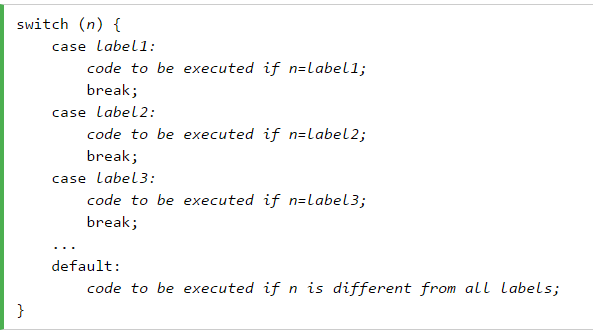 switch (n) {
    case label1:
        code to be executed if n=label1;
        break;
    case label2:
        code to be executed if n=label2;
        break;
    case label3:
        code to be executed if n=label3;
        break;
    ...
    default:
        code to be executed if n is different from all labels;
}